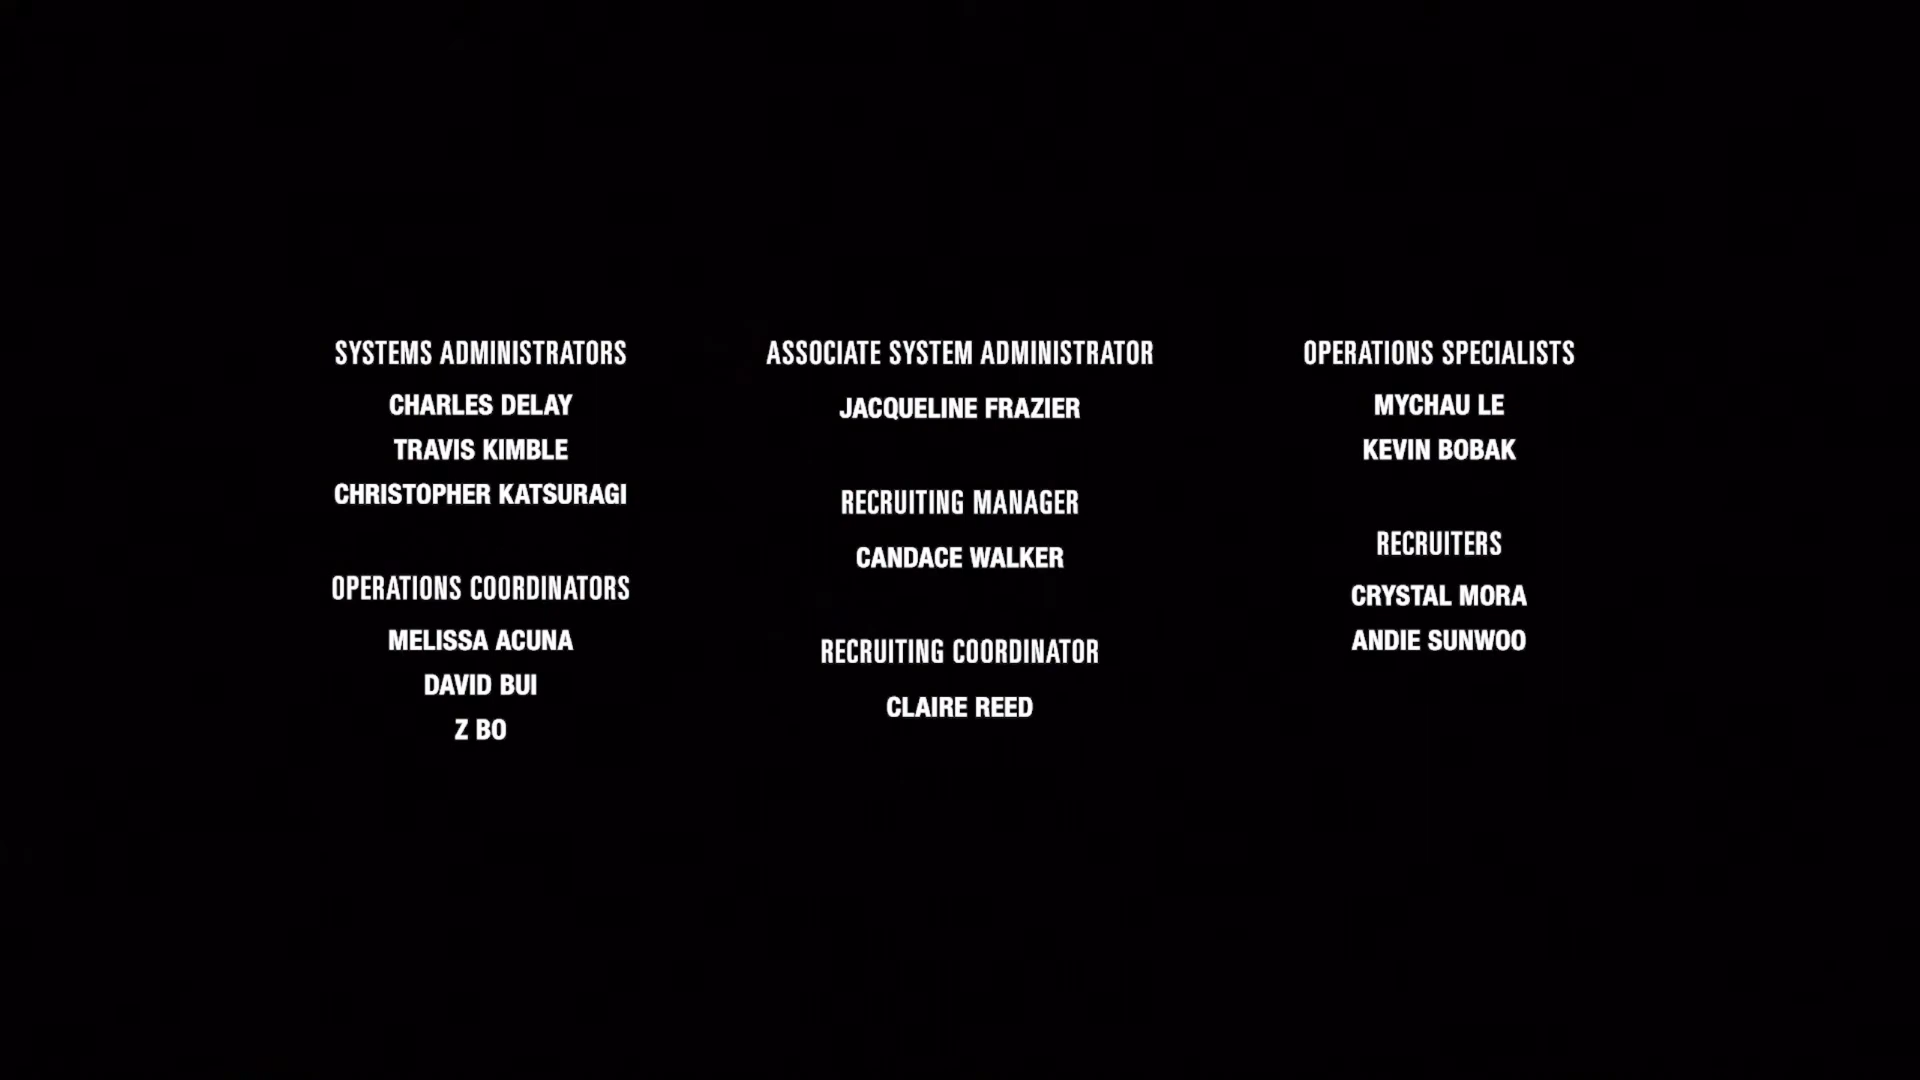 SYSTEMS ADMINISTRATORS
CHARLES DELAY
TRAVIS KIMBLE
CHRISTOPHER KATSURAGI
OPERATIONS COORDINATORS
MELISSA ACUNA
DAVID BUI
Z BO
ASSOCIATE SYSTEM ADMINISTRATOR
JACQUELINE FRAZIER
RECRUITING MANAGER
CANDACE WALKER
RECRUITING COORDINATOR
CLAIRE REED
OPERATIONS SPECIALISTS
MYCHAU LE
KEVIN BOBAK
RECRUITERS
CRYSTAL MORA
ANDIE SUNWOO